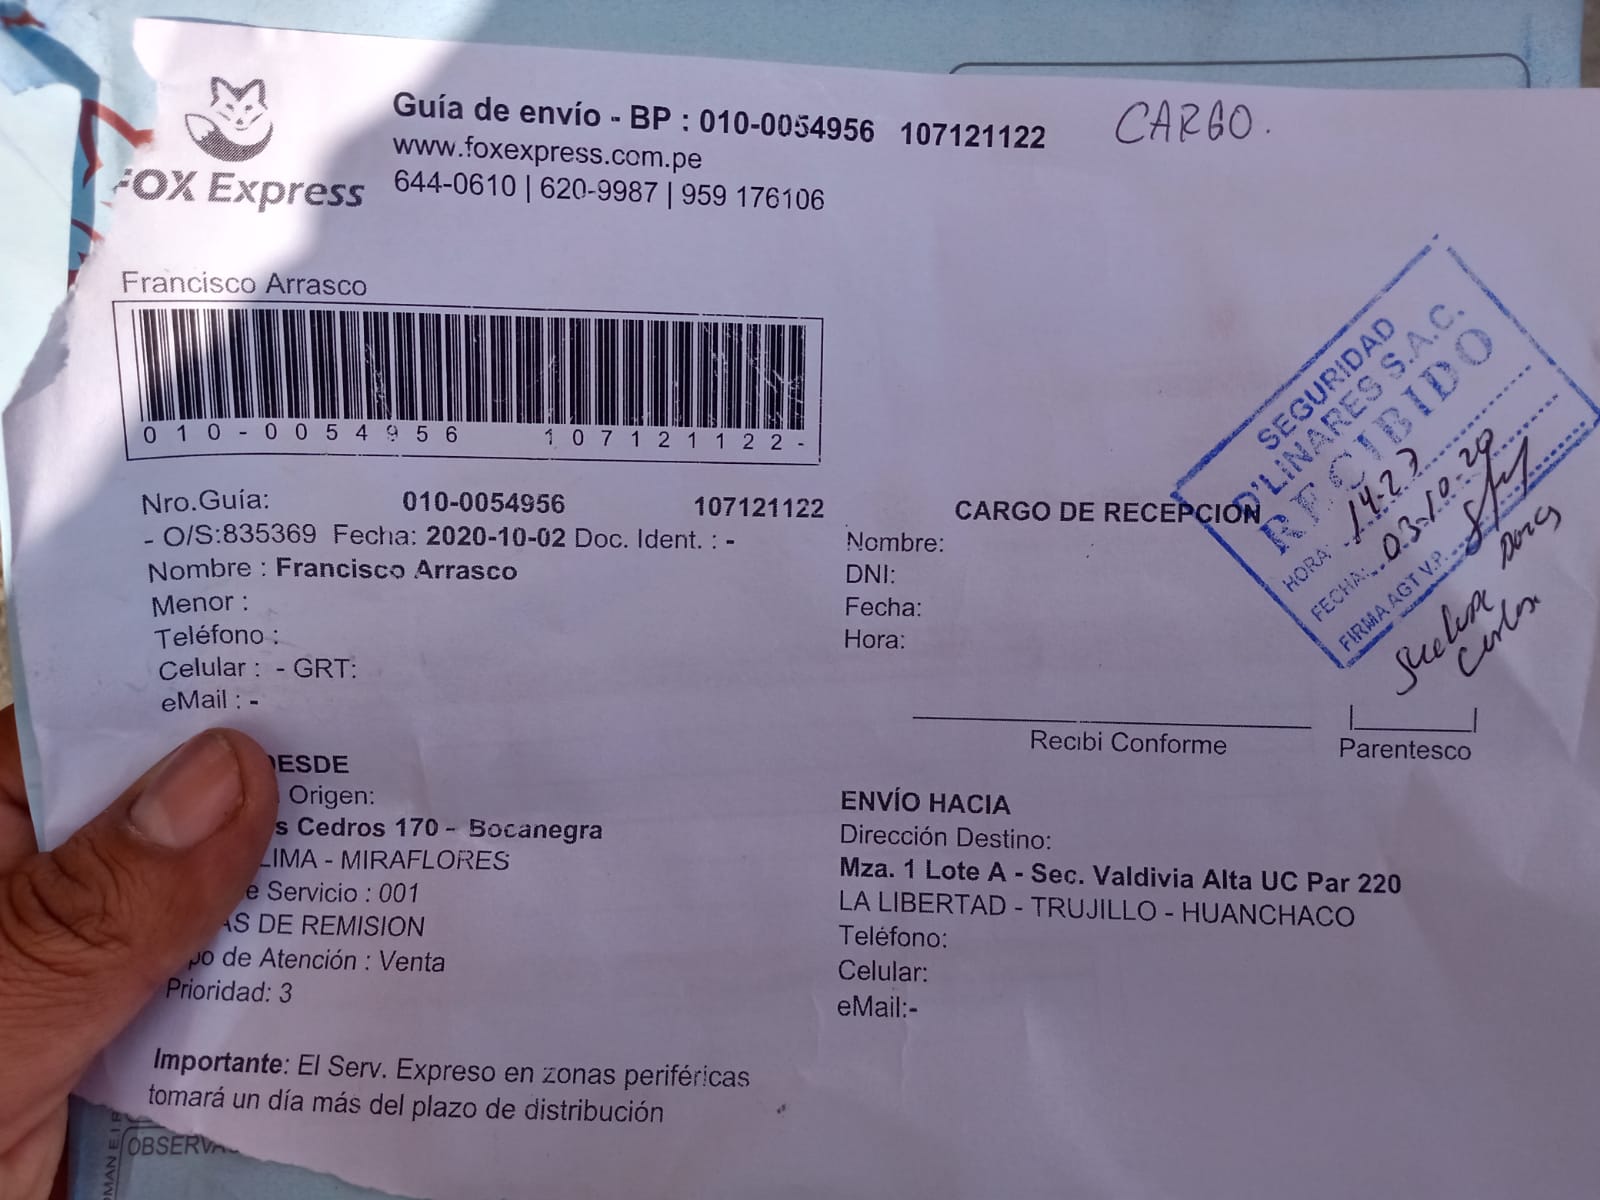 Guía de envío - BP : 010-0054956 107121122
CARGO.
www.foxexpress.com.pe
644-0610 | 620-9987 | 959 176106
FOX Express
Francisco Arrasco
010-0054956 107121122-
Nro.Guía: 010-0054956 107121122
- O/S:835369 Fecha: 2020-10-02 Doc. Ident. : -
Nombre : Francisco Arrasco
Menor :
Teléfono :
Celular : - GRT:
eMail : -
CARGO DE RECEPCIÓN
Nombre:
DNI:
Fecha:
Hora:
SEGURIDAD
D'LINARES S.A.C.
RECIBIDO
HORA: 14-23
FECHA: 03-10-20
FIRMA AGT V.P.
Recibi Conforme
Parentesco
DESDE
Origen:
s Cedros 170 - Bocanegra
LIMA - MIRAFLORES
e Servicio : 001
AS DE REMISION
po de Atención : Venta
Prioridad: 3
ENVÍO HACIA
Dirección Destino:
Mza. 1 Lote A - Sec. Valdivia Alta UC Par 220
LA LIBERTAD - TRUJILLO - HUANCHACO
Teléfono:
Celular:
eMail:-
Importante: El Serv. Expreso en zonas periféricas
tomará un día más del plazo de distribución
OBSERVA